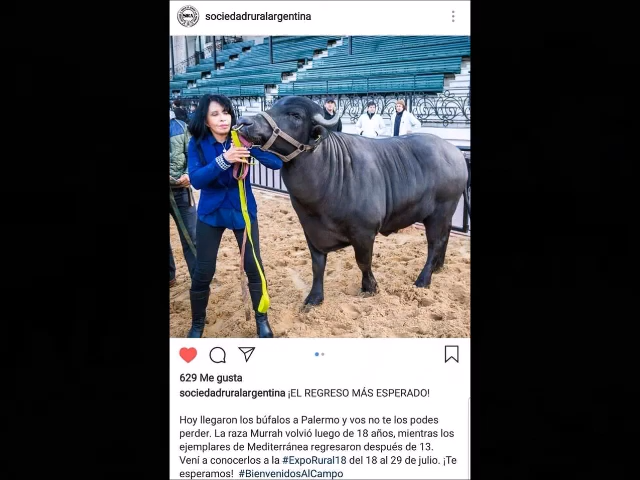 sociedadruralargentina
629 Me gusta
sociedadruralargentina ¡EL REGRESO MÁS ESPERADO!
Hoy llegaron los búfalos a Palermo y vos no te los podes
perder. La raza Murrah volvió luego de 18 años, mientras los
ejemplares de Mediterránea regresaron después de 13.
Vení a conocerlos a la #ExpoRural18 del 18 al 29 de julio. ¡Te
esperamos! #BienvenidosAlCampo